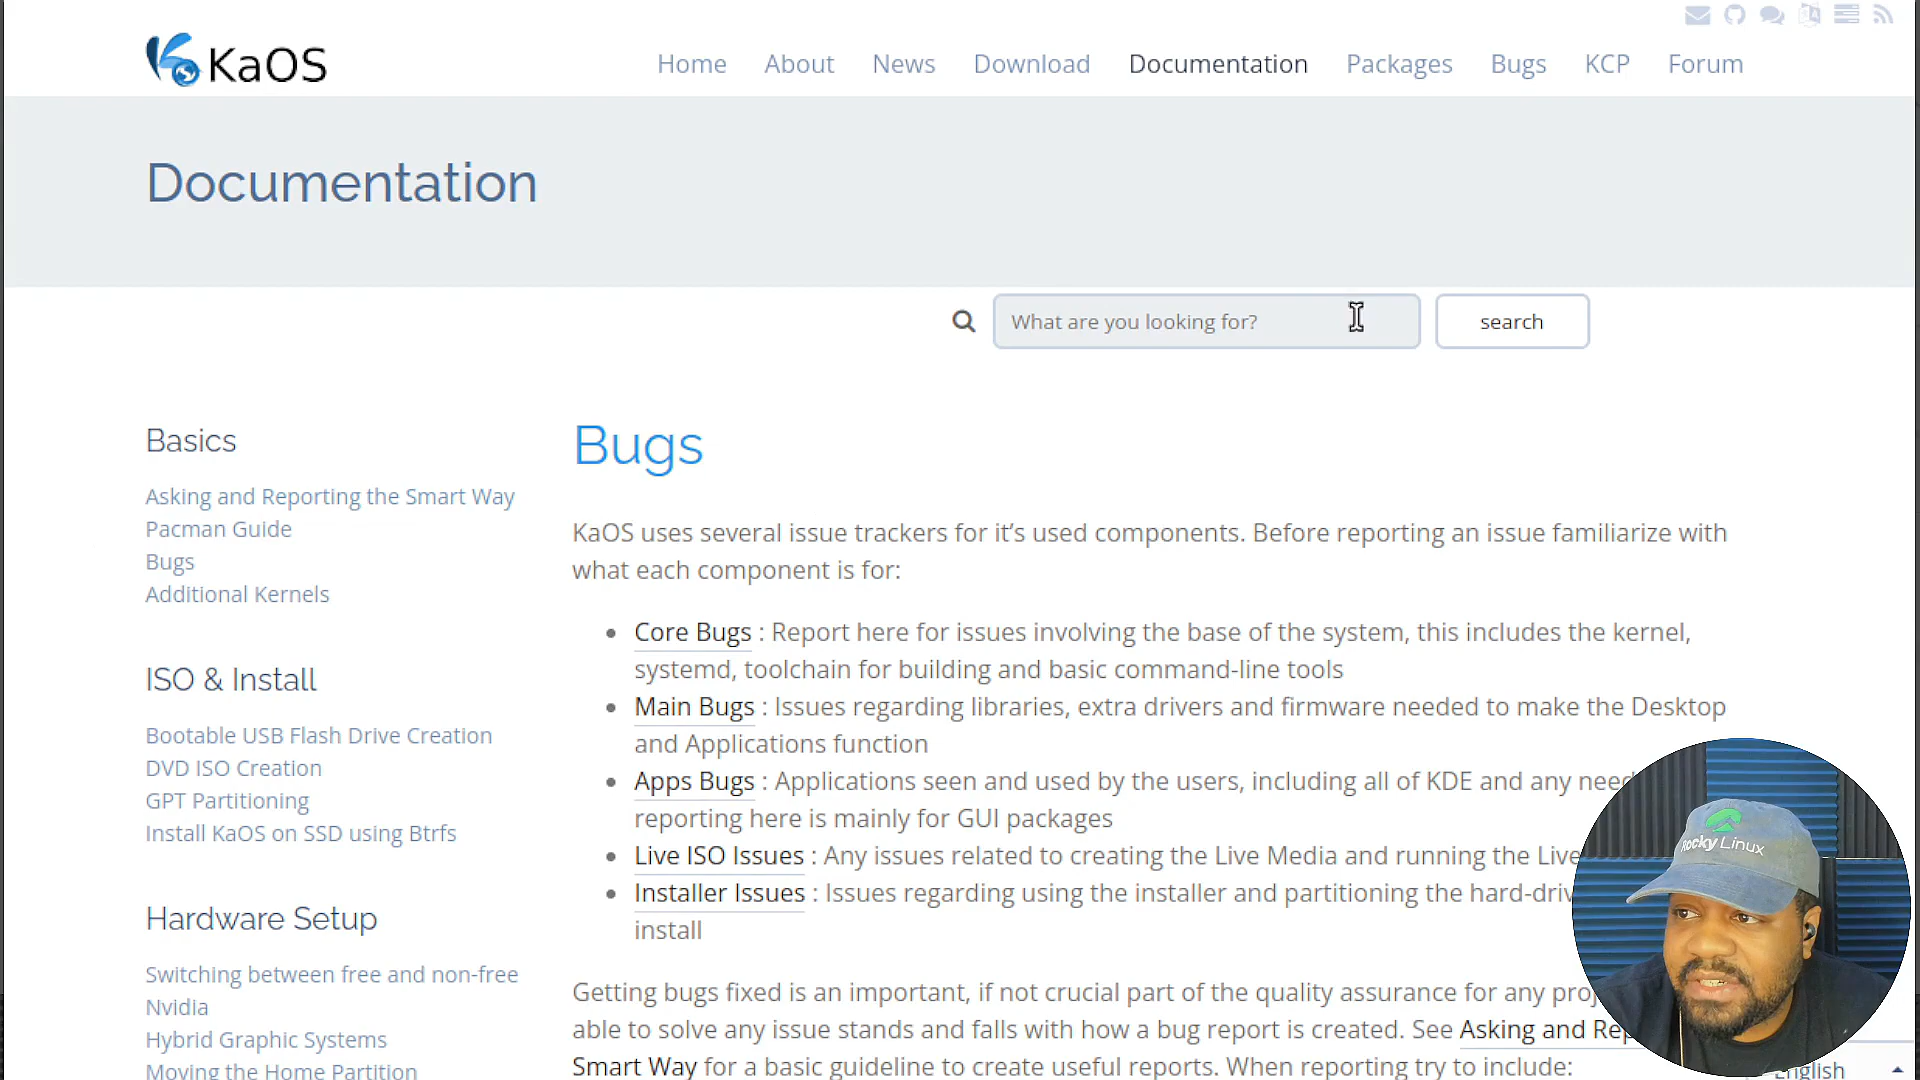 KaOS
Home About News Download Documentation Packages Bugs KCP Forum
Documentation
What are you looking for?
search
Basics
Asking and Reporting the Smart Way
Pacman Guide
Bugs
Additional Kernels
ISO & Install
Bootable USB Flash Drive Creation
DVD ISO Creation
GPT Partitioning
Install KaOS on SSD using Btrfs
Hardware Setup
Switching between free and non-free
Nvidia
Hybrid Graphic Systems
Moving the Home Partition
Bugs
KaOS uses several issue trackers for it’s used components. Before reporting an issue familiarize with
what each component is for:
Core Bugs : Report here for issues involving the base of the system, this includes the kernel,
systemd, toolchain for building and basic command-line tools
Main Bugs : Issues regarding libraries, extra drivers and firmware needed to make the Desktop
and Applications function
Apps Bugs : Applications seen and used by the users, including all of KDE and any
reporting here is mainly for GUI packages
Live ISO Issues : Any issues related to creating the Live Media and running the Live
Installer Issues : Issues regarding using the installer and partitioning the
install
Getting bugs fixed is an important, if not crucial part of the quality assurance for any
able to solve any issue stands and falls with how a bug report is created. See Asking and
Smart Way for a basic guideline to create useful reports. When reporting try to include:
Rocky Linux
English